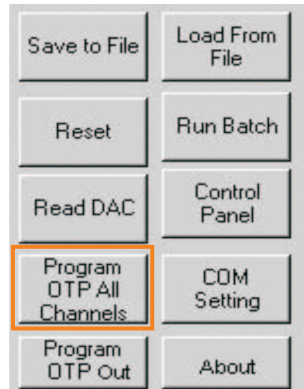 Save to File
Load From
File
Reset
Run Batch
Read DAC
Control
Panel
Program
OTP All
Channels
COM
Setting
Program
OTP Out
About